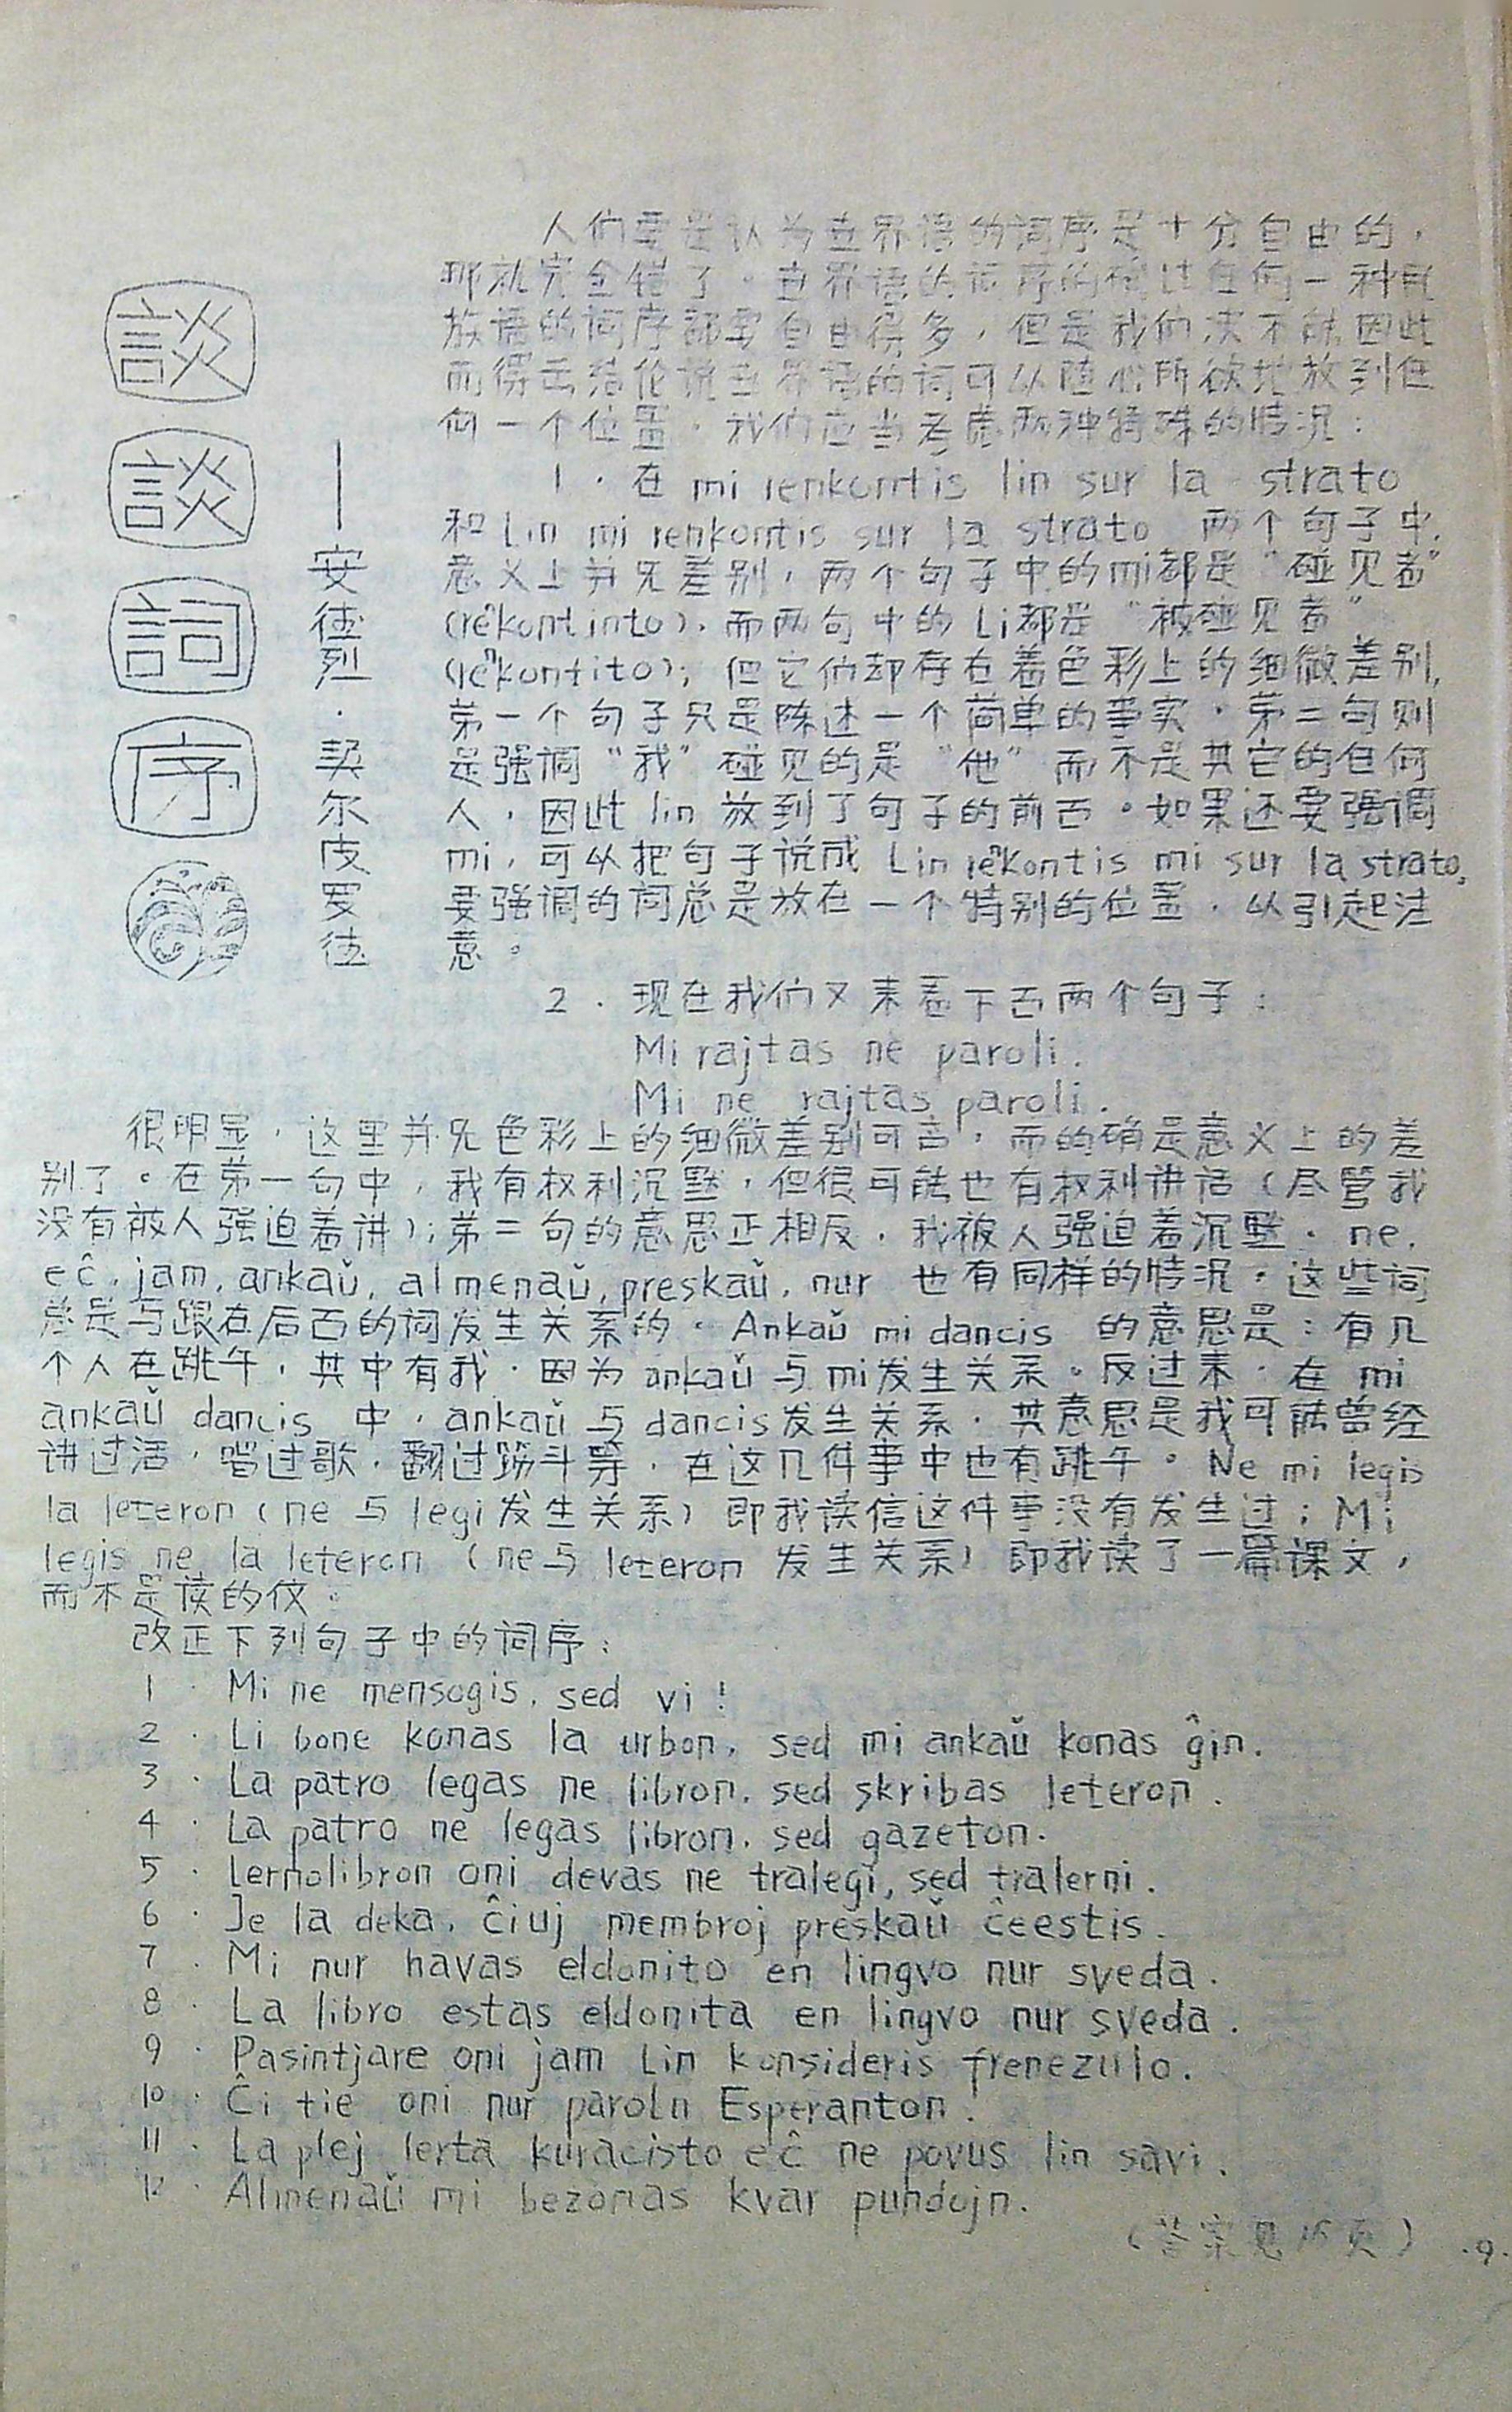 談談詞序
——安德烈·契尔皮罗德
人们要是认为世界语的词序是十分自由的，
那就完全错了。世界语的词序的确比任何一种民
族语的词序都要自由得多，但是我们决不能因此
而得出结论说世界语的词可以随心所欲地放到任
何一个位置。我们应当考虑两种特殊的情况：
1．在 mi renkontis lin sur la strato
和 Lin mi renkontis sur la strato 两个句子中，
意义上并无差别，两个句子中的mi都是“碰见者”
(renkontinto)，而两句中的 Li都是“被碰见者”
(renkontito)；但它们却存在着色彩上的细微差别，
第一个句子只是陈述一个简单的事实。第二句则
是强调“我”碰见的是“他”而不是其它的任何
人，因此 lin 放到了句子的前面。如果还要强调
mi，可以把句子说成 Lin renkontis mi sur la strato，
要强调的词总是放在一个特别的位置，以引起注
意。
2．现在我们又来看下面两个句子：
Mi rajtas ne paroli.
Mi ne rajtas paroli.
很明显，这里并无色彩上的细微差别可言，而的确是意义上的差
别了。在第一句中，我有权利沉默，但很可能也有权利讲话（尽管我
没有被人强迫着讲）；第二句的意思正相反，我被人强迫着沉默。ne,
eĉ, jam, ankaŭ, almenaŭ, preskaŭ, nur 也有同样的情况。这些词
总是与跟在后面的词发生关系的。Ankaŭ mi dancis 的意思是：有几
个人在跳午，其中有我，因为 ankaŭ 与 mi发生关系。反过来，在 mi
ankaŭ dancis 中，ankaŭ 与 dancis发生关系，其意思是我可能曾经
讲过话，唱过歌，翻过筋斗等，在这几件事中也有跳午。Ne mi legis
la leteron（ne 与 legi发生关系）即我读信这件事没有发生过；Mi
legis ne la leteron（ne与 leteron 发生关系）即我读了一篇课文，
而不是读的伩。
改正下列句子中的词序：
1．Mi ne mensogis, sed vi!
2．Li bone konas la urbon, sed mi ankaŭ konas ĝin.
3．La patro legas ne libron, sed skribas leteron.
4．La patro ne legas libron, sed gazeton.
5．Lernolibron oni devas ne tralegi, sed tralerni.
6．Je la deka, ĉiuj membroj preskaŭ ĉeestis.
7．Mi nur havas eldonito en lingvo nur sveda.
8．La libro estas eldonita en lingvo nur sveda.
9．Pasintjare oni jam Lin konsideris frenezulo.
10．Ĉi tie oni nur parolu Esperanton.
11．La plej lerta kuracisto eĉ ne povus lin savi.
12．Almenaŭ mi bezonas kvar pundojn.
（答案见15页）
·9·